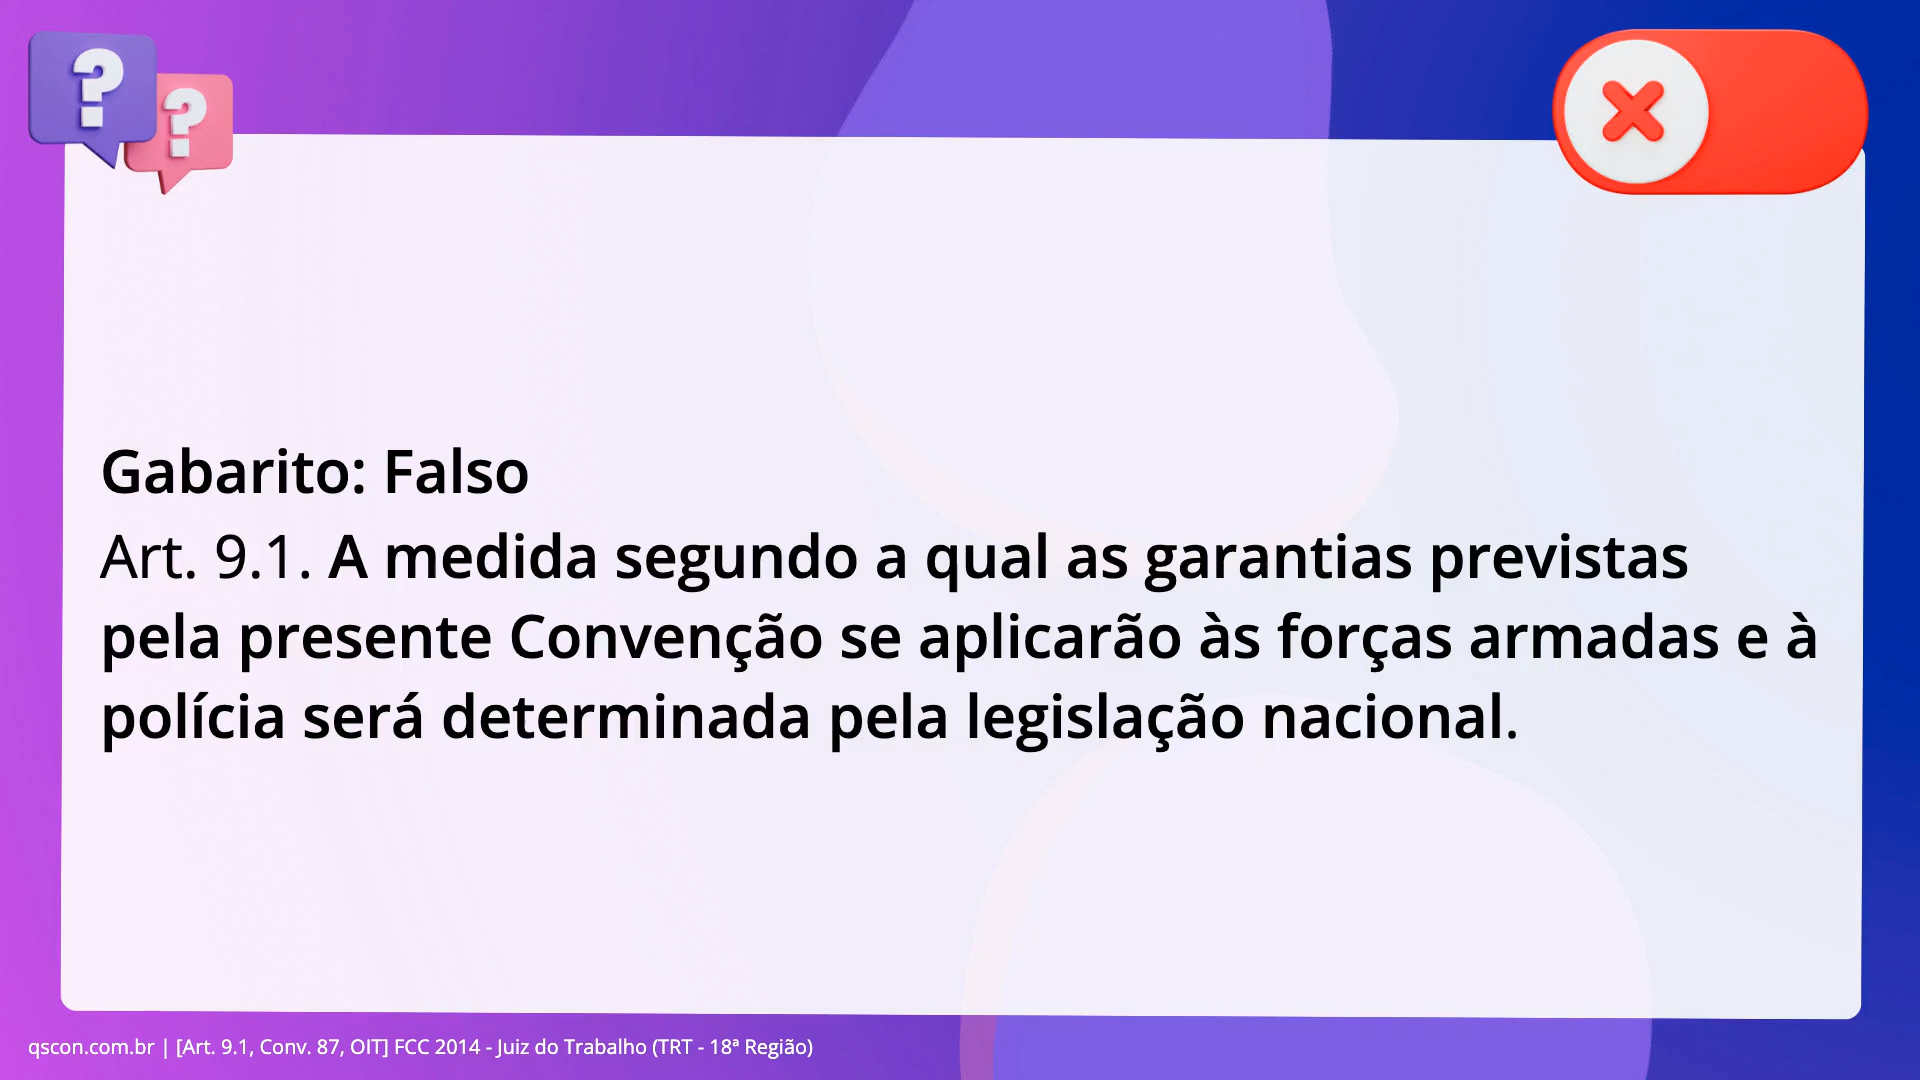 Gabarito: Falso
Art. 9.1. A medida segundo a qual as garantias previstas
pela presente Convenção se aplicarão às forças armadas e à
polícia será determinada pela legislação nacional.
qscon.com.br | [Art. 9.1, Conv. 87, OIT] FCC 2014 - Juiz do Trabalho (TRT - 18ª Região)